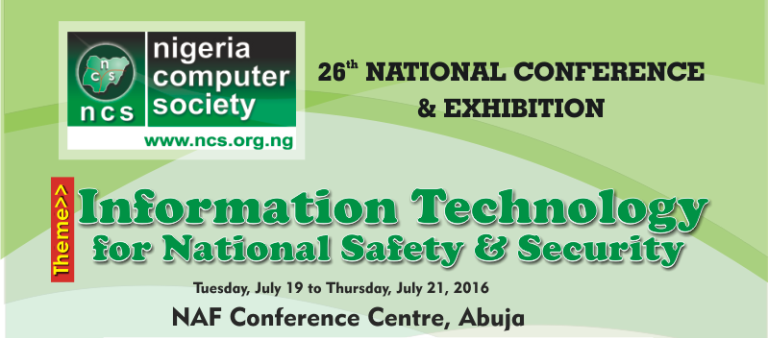 nigeria
computer
society
n
c s
ncs
www.ncs.org.ng
26th NATIONAL CONFERENCE
& EXHIBITION
Theme>>
Information Technology
for National Safety & Security
Tuesday, July 19 to Thursday, July 21, 2016
NAF Conference Centre, Abuja